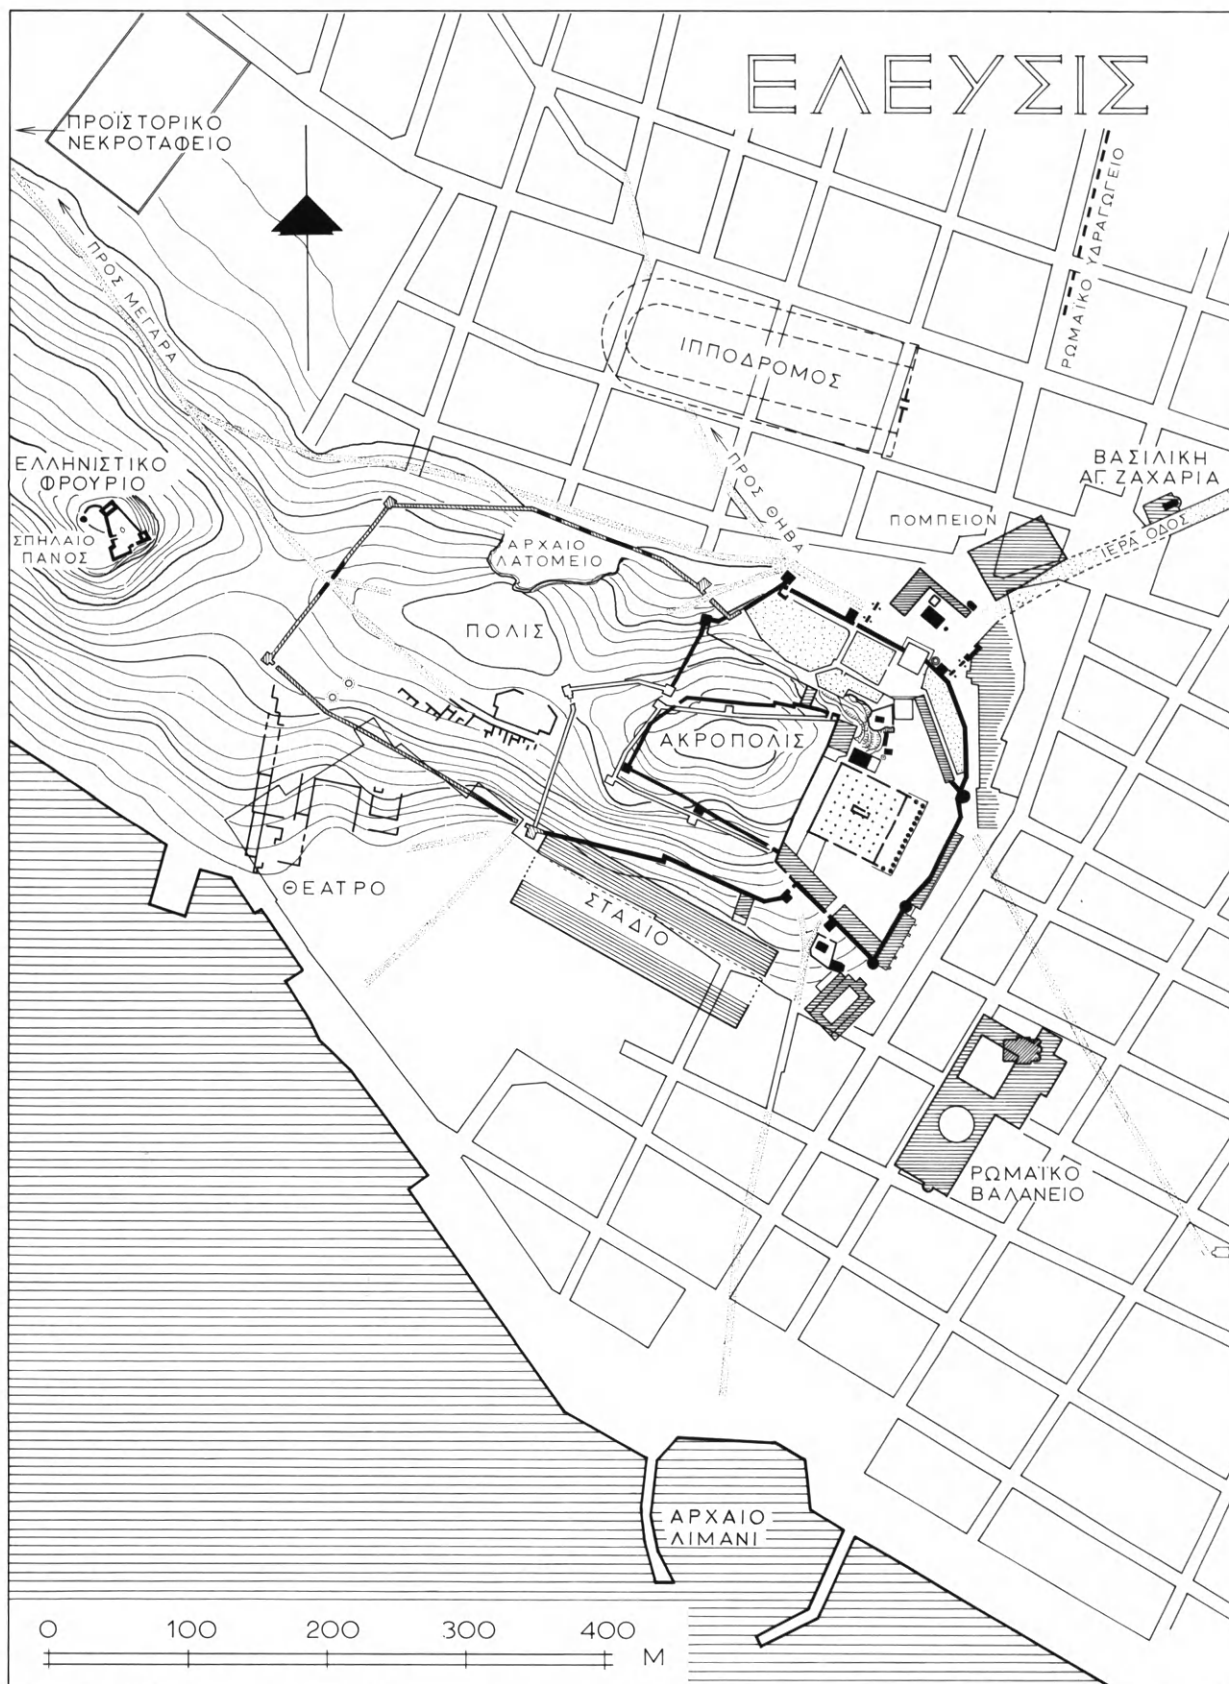 ΕΛΕΥΣΙΣ
ΠΡΟΪΣΤΟΡΙΚΟ
ΝΕΚΡΟΤΑΦΕΙΟ
ΡΩΜΑΪΚΟ ΥΔΡΑΓΩΓΕΙΟ
ΠΡΟΣ ΜΕΓΑΡΑ
ΙΠΠΟΔΡΟΜΟΣ
ΠΡΟΣ ΘΗΒΑ
ΕΛΛΗΝΙΣΤΙΚΟ
ΦΡΟΥΡΙΟ
ΣΠΗΛΑΙΟ
ΠΑΝΟΣ
ΒΑΣΙΛΙΚΗ
ΑΓ. ΖΑΧΑΡΙΑ
ΠΟΜΠΕΙΟΝ
ΙΕΡΑ ΟΔΟΣ
ΑΡΧΑΙΟ
ΛΑΤΟΜΕΙΟ
ΠΟΛΙΣ
ΑΚΡΟΠΟΛΙΣ
ΘΕΑΤΡΟ
ΣΤΑΔΙΟ
ΡΩΜΑΪΚΟ
ΒΑΛΑΝΕΙΟ
ΑΡΧΑΙΟ
ΛΙΜΑΝΙ
0 100 200 300 400
Μ